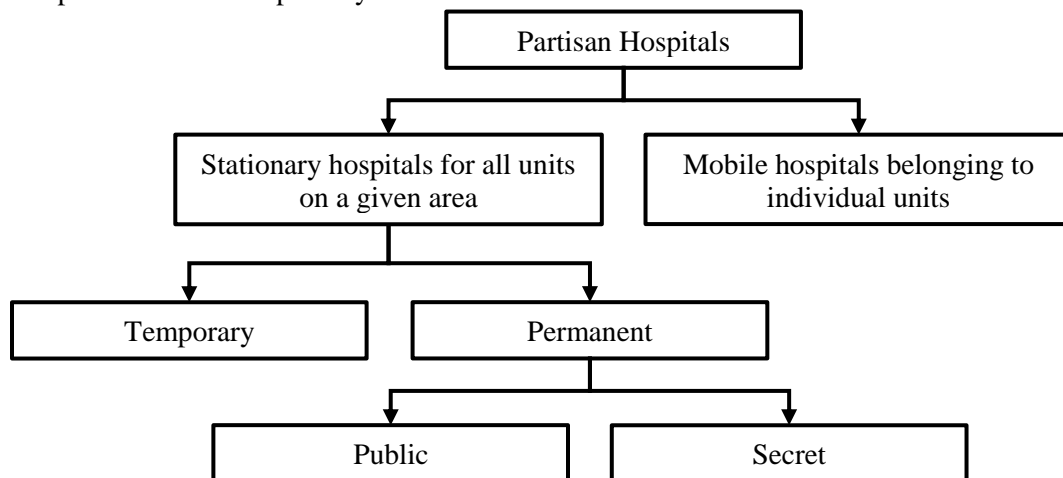 Partisan Hospitals
Stationary hospitals for all units
on a given area
Mobile hospitals belonging to
individual units
Temporary
Permanent
Public
Secret